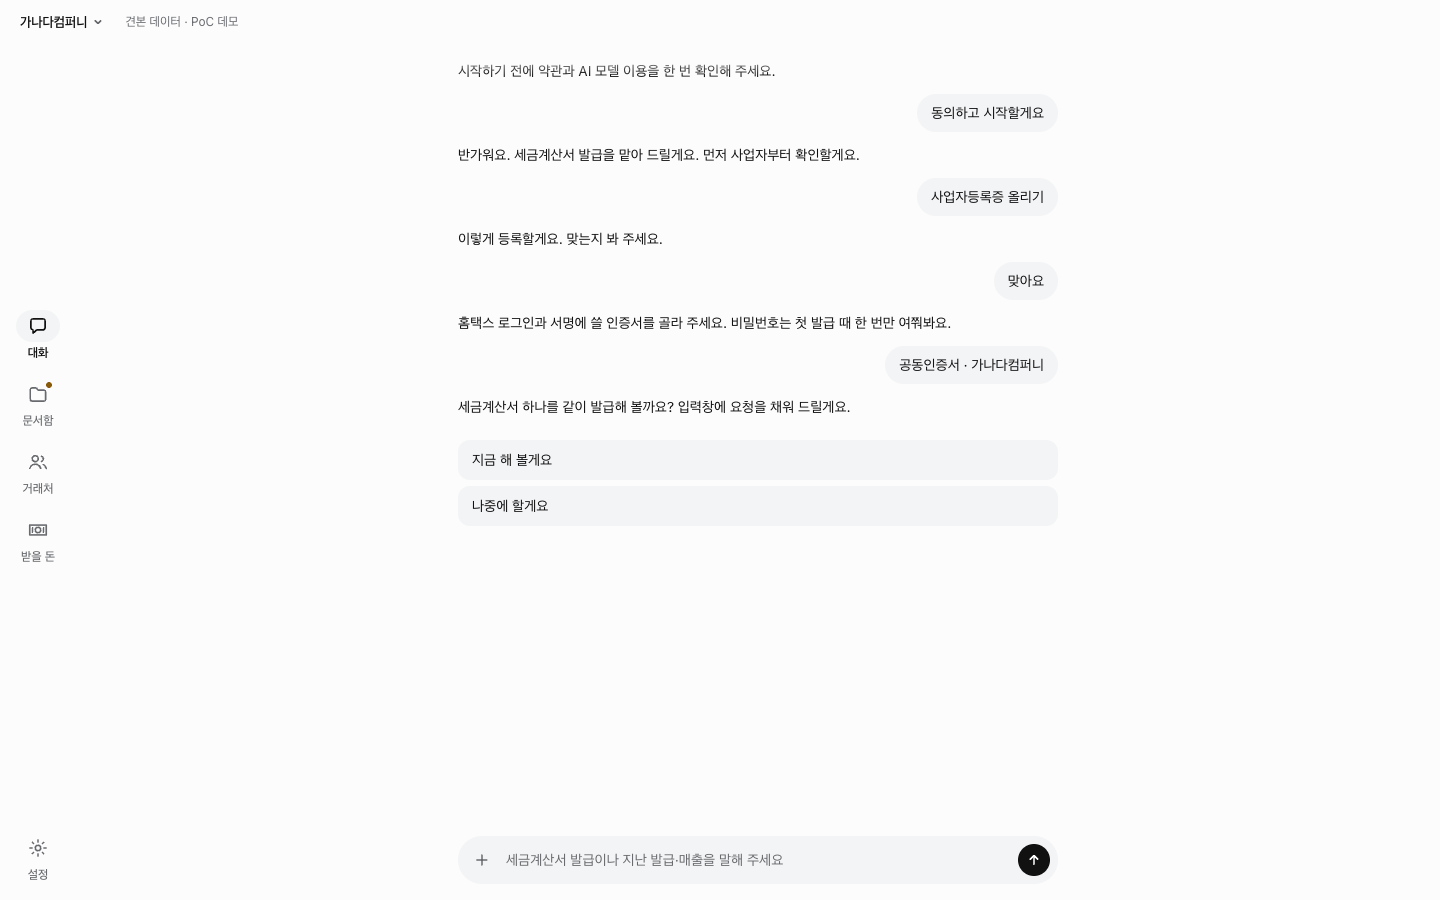 가나다컴퍼니
견본 데이터 · PoC 데모
시작하기 전에 약관과 AI 모델 이용을 한 번 확인해 주세요.
동의하고 시작할게요
반가워요. 세금계산서 발급을 맡아 드릴게요. 먼저 사업자부터 확인할게요.
사업자등록증 올리기
이렇게 등록할게요. 맞는지 봐 주세요.
맞아요
홈택스 로그인과 서명에 쓸 인증서를 골라 주세요. 비밀번호는 첫 발급 때 한 번만 여쭤봐요.
공동인증서 · 가나다컴퍼니
세금계산서 하나를 같이 발급해 볼까요? 입력창에 요청을 채워 드릴게요.
지금 해 볼게요
나중에 할게요
대화
문서함
거래처
받을 돈
설정
세금계산서 발급이나 지난 발급·매출을 말해 주세요